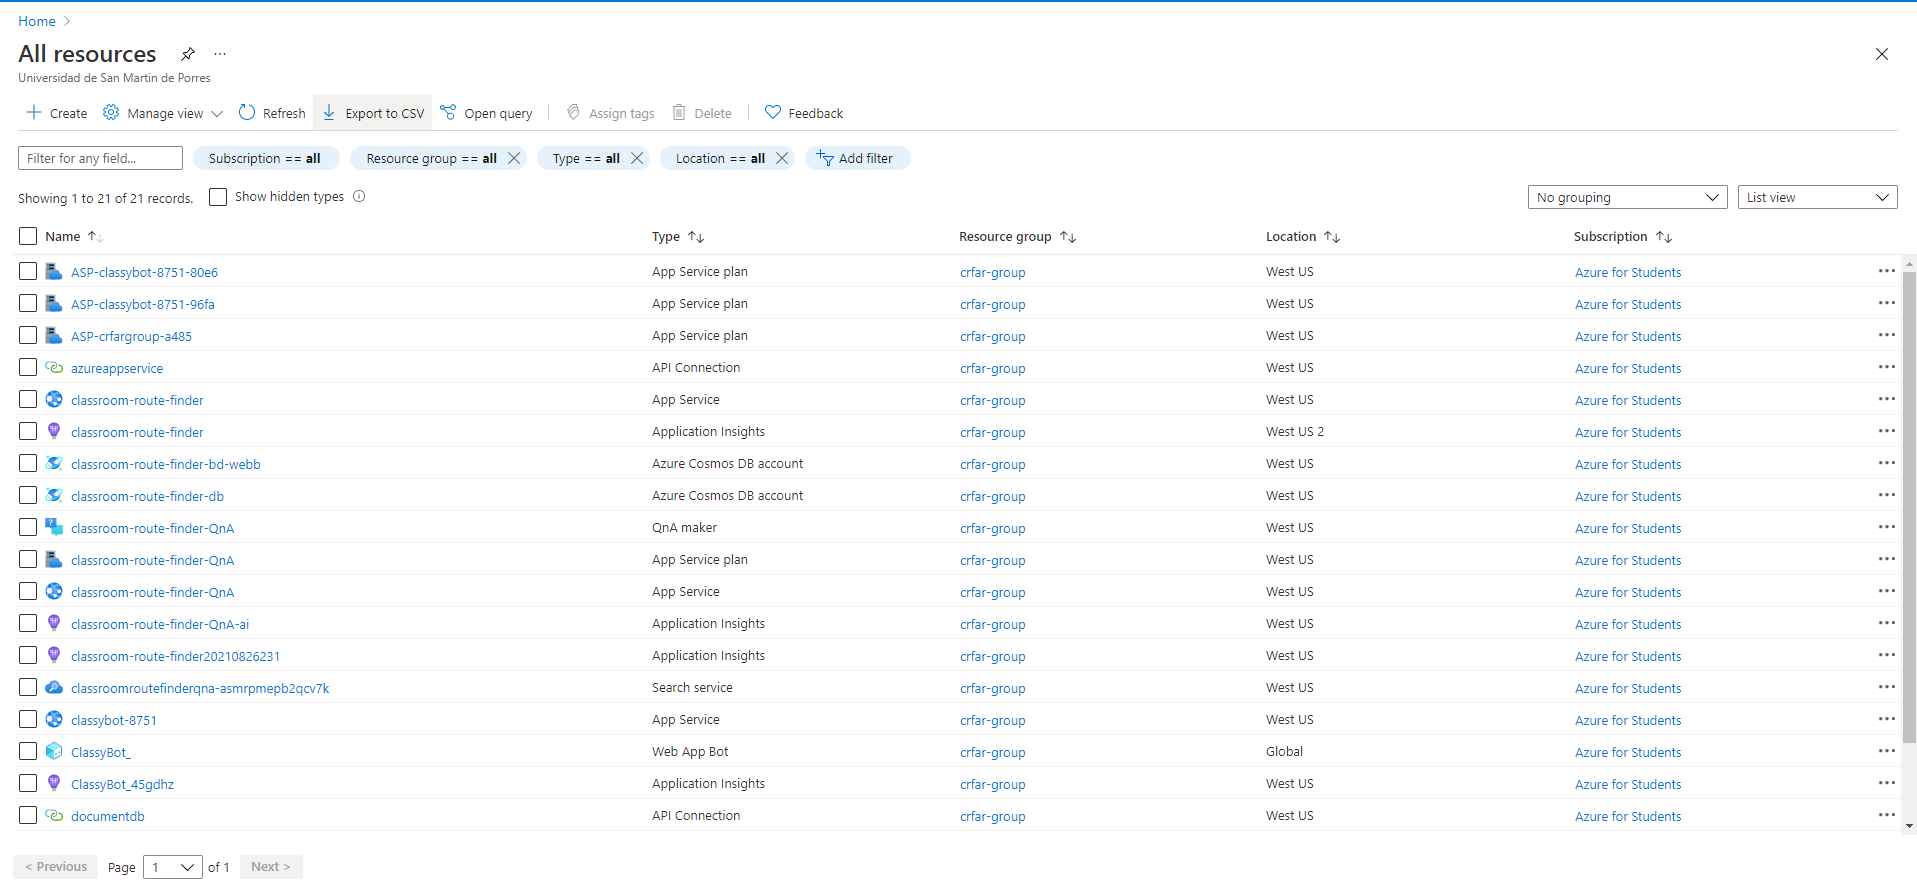 Home
All resources
Universidad de San Martin de Porres
Create Manage view Refresh Export to CSV Open query Assign tags Delete Feedback
Filter for any field... Subscription == all Resource group == all Type == all Location == all Add filter
Showing 1 to 21 of 21 records. Show hidden types No grouping List view
Name Type Resource group Location Subscription
ASP-classybot-8751-80e6 App Service plan crfar-group West US Azure for Students
ASP-classybot-8751-96fa App Service plan crfar-group West US Azure for Students
ASP-crfargroup-a485 App Service plan crfar-group West US Azure for Students
azureappservice API Connection crfar-group West US Azure for Students
classroom-route-finder App Service crfar-group West US Azure for Students
classroom-route-finder Application Insights crfar-group West US 2 Azure for Students
classroom-route-finder-bd-webb Azure Cosmos DB account crfar-group West US Azure for Students
classroom-route-finder-db Azure Cosmos DB account crfar-group West US Azure for Students
classroom-route-finder-QnA QnA maker crfar-group West US Azure for Students
classroom-route-finder-QnA App Service plan crfar-group West US Azure for Students
classroom-route-finder-QnA App Service crfar-group West US Azure for Students
classroom-route-finder-QnA-ai Application Insights crfar-group West US Azure for Students
classroom-route-finder20210826231 Application Insights crfar-group West US Azure for Students
classroomroutefinderqna-asmrpmepb2qcv7k Search service crfar-group West US Azure for Students
classybot-8751 App Service crfar-group West US Azure for Students
ClassyBot_ Web App Bot crfar-group Global Azure for Students
ClassyBot_45gdhz Application Insights crfar-group West US Azure for Students
documentdb API Connection crfar-group West US Azure for Students
< Previous Page 1 of 1 Next >